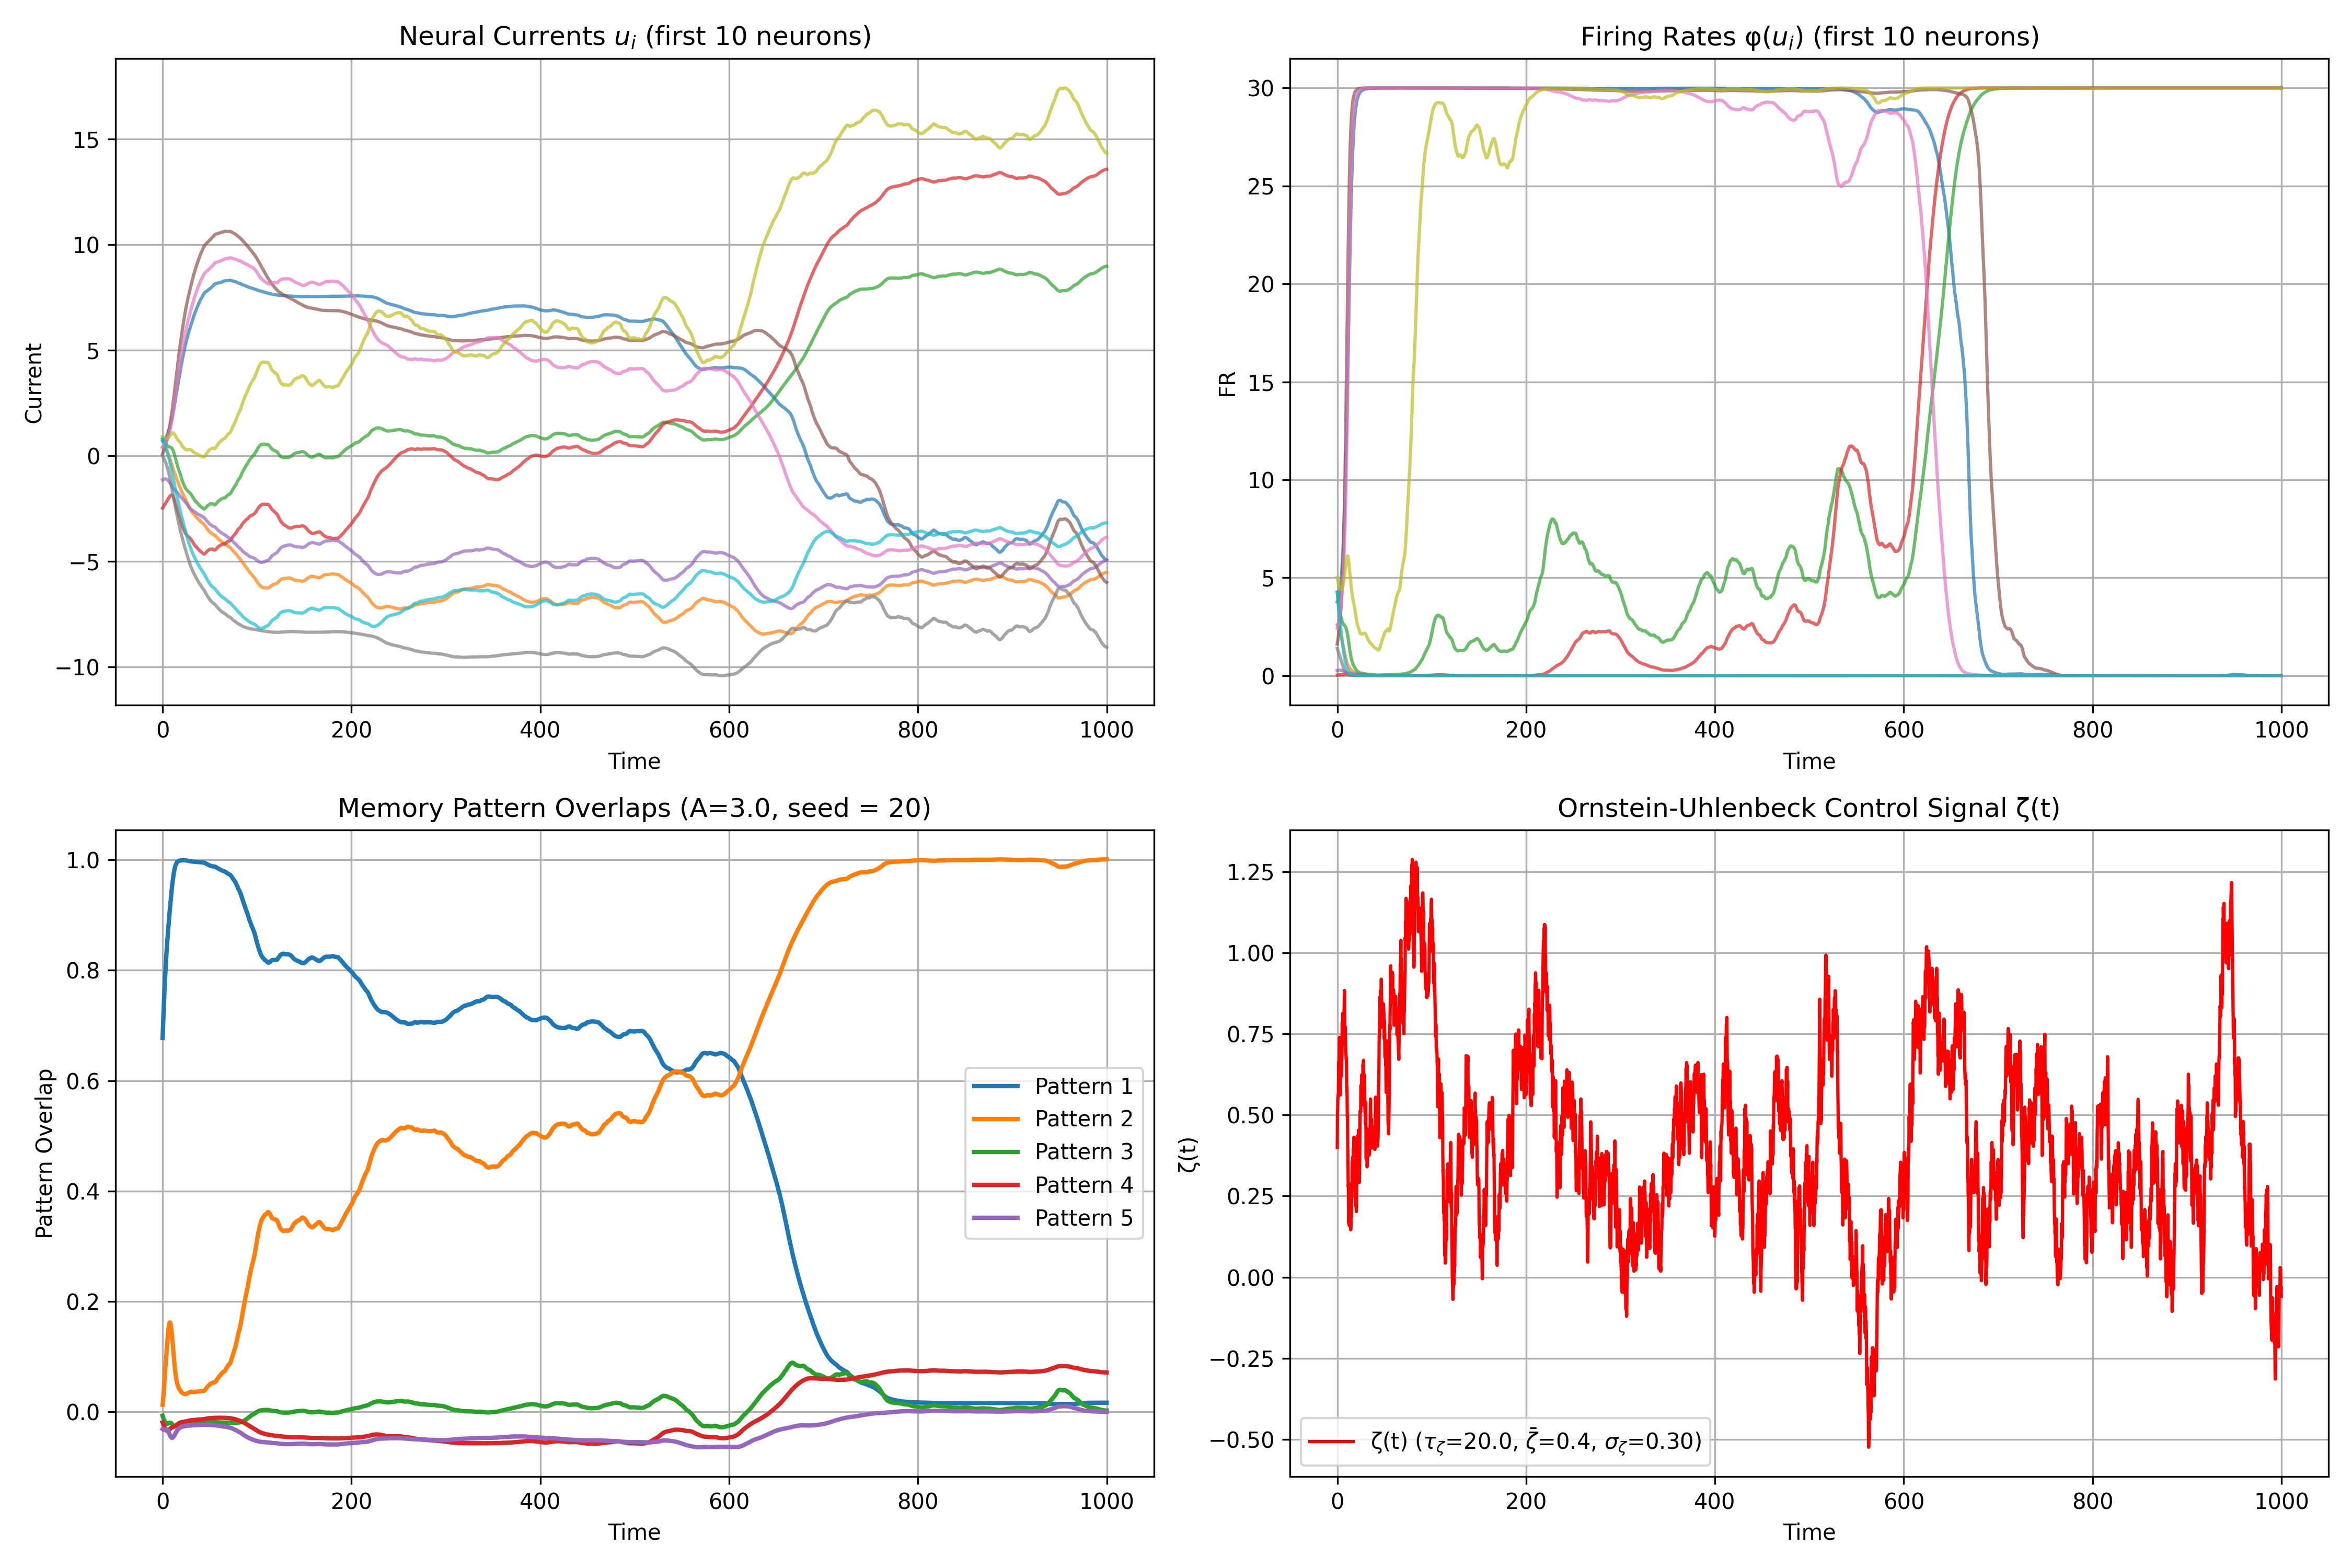 Neural Currents uᵢ (first 10 neurons)
Current
15
10
5
0
−5
−10
0 200 400 600 800 1000
Time
Firing Rates φ(uᵢ) (first 10 neurons)
FR
30
25
20
15
10
5
0
0 200 400 600 800 1000
Time
Memory Pattern Overlaps (A=3.0, seed = 20)
Pattern Overlap
1.0
0.8
0.6
0.4
0.2
0.0
Pattern 1
Pattern 2
Pattern 3
Pattern 4
Pattern 5
0 200 400 600 800 1000
Time
Ornstein-Uhlenbeck Control Signal ζ(t)
ζ(t)
1.25
1.00
0.75
0.50
0.25
0.00
−0.25
−0.50
ζ(t) (τ_ζ=20.0, ζ̄=0.4, σ_ζ=0.30)
0 200 400 600 800 1000
Time